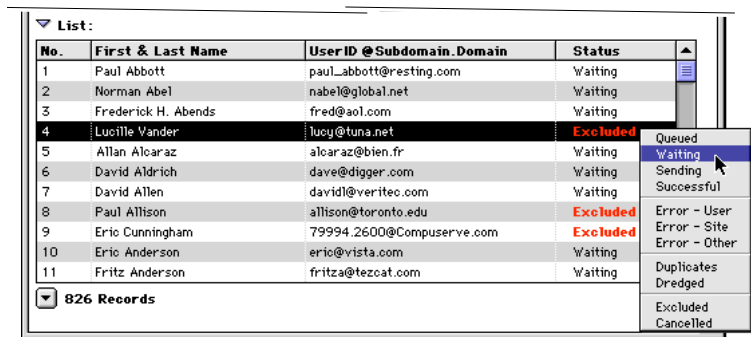 List:
No. First & Last Name UserID @Subdomain.Domain Status
1 Paul Abbott paul_abbott@resting.com Waiting
2 Norman Abel nabel@global.net Waiting
3 Frederick H. Abends fred@aol.com Waiting
4 Lucille Vander lucy@tuna.net Excluded
5 Allan Alcaraz alcaraz@bien.fr Waiting
6 David Aldrich dave@digger.com Waiting
7 David Allen davidl@veritec.com Waiting
8 Paul Allison allison@toronto.edu Excluded
9 Eric Cunningham 79994.2600@Compuserve.com Excluded
10 Eric Anderson eric@vista.com Waiting
11 Fritz Anderson fritza@tezcat.com Waiting
826 Records
Queued
Waiting
Sending
Successful
Error - User
Error - Site
Error - Other
Duplicates
Dredged
Excluded
Cancelled